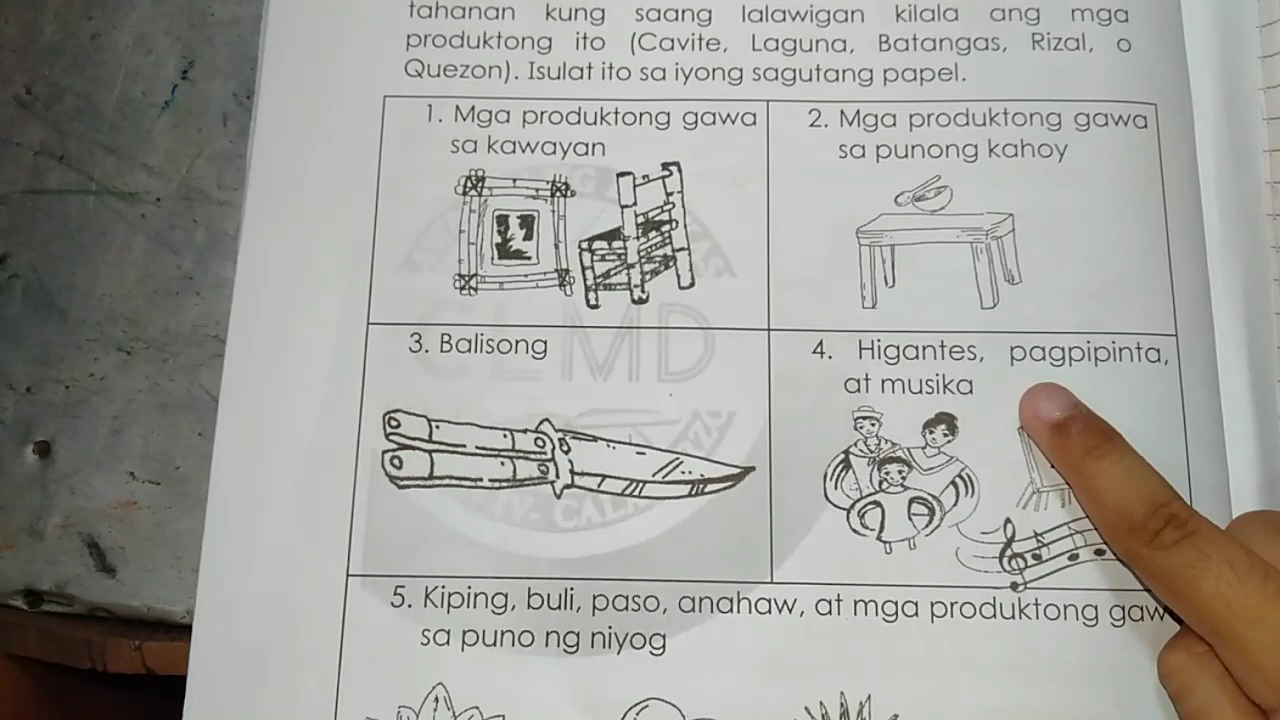 tahanan kung saang lalawigan kilala ang mga
produktong ito (Cavite, Laguna, Batangas, Rizal, o
Quezon). Isulat ito sa iyong sagutang papel.
1. Mga produktong gawa
sa kawayan
2. Mga produktong gawa
sa punong kahoy
3. Balisong
4. Higantes, pagpipinta,
at musika
CLMD
5. Kiping, buli, paso, anahaw, at mga produktong gaw
sa puno ng niyog